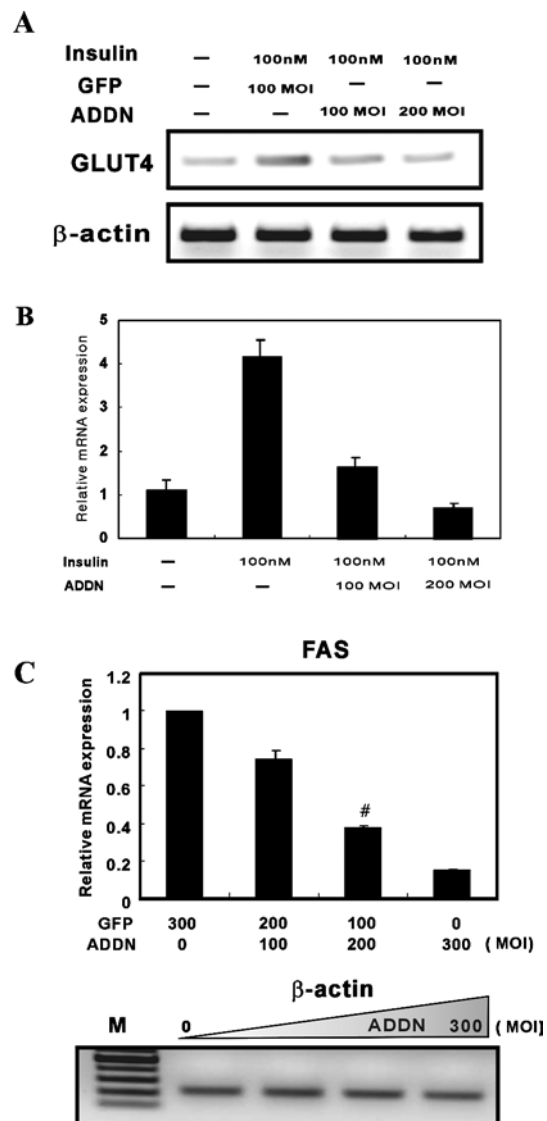 A
Insulin – 100nM 100nM 100nM
GFP – 100 MOI – –
ADDN – – 100 MOI 200 MOI
GLUT4
β-actin
B
Relative mRNA expression
5
4
3
2
1
0
Insulin – 100nM 100nM 100nM
ADDN – – 100 MOI 200 MOI
C
FAS
Relative mRNA expression
1.2
1
0.8
0.6
0.4
0.2
0
#
GFP 300 200 100 0
ADDN 0 100 200 300 (MOI)
β-actin
M 0 ADDN 300 (MOI]